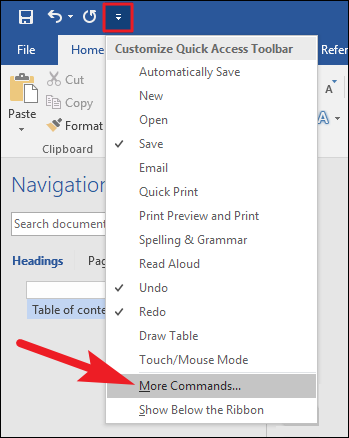 File
Home
Refer
Customize Quick Access Toolbar
Automatically Save
New
Open
Save
Email
Quick Print
Print Preview and Print
Spelling & Grammar
Read Aloud
Undo
Redo
Draw Table
Touch/Mouse Mode
More Commands...
Show Below the Ribbon
Paste
Cut
Copy
Format
Clipboard
A
A
Navigation
Search document
Headings
Pag
Table of conte